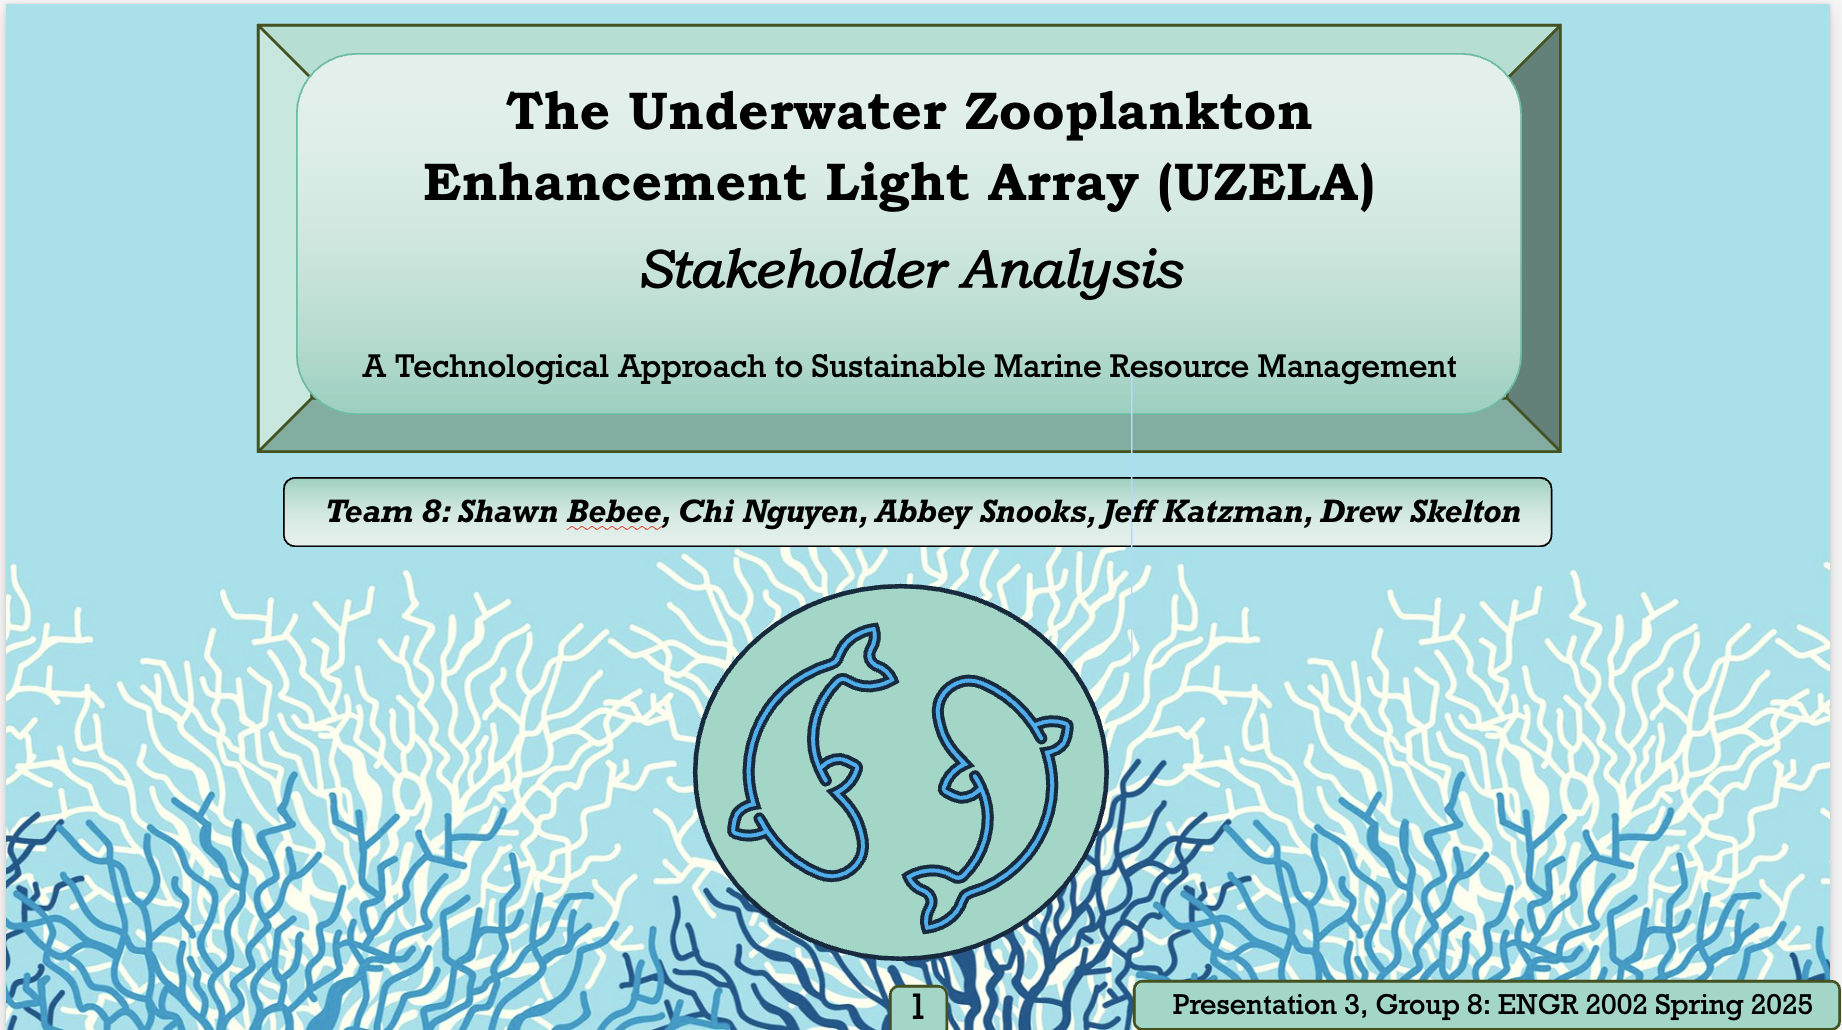 The Underwater Zooplankton
Enhancement Light Array (UZELA)
Stakeholder Analysis
A Technological Approach to Sustainable Marine Resource Management
Team 8: Shawn Bebee, Chi Nguyen, Abbey Snooks, Jeff Katzman, Drew Skelton
1
Presentation 3, Group 8: ENGR 2002 Spring 2025